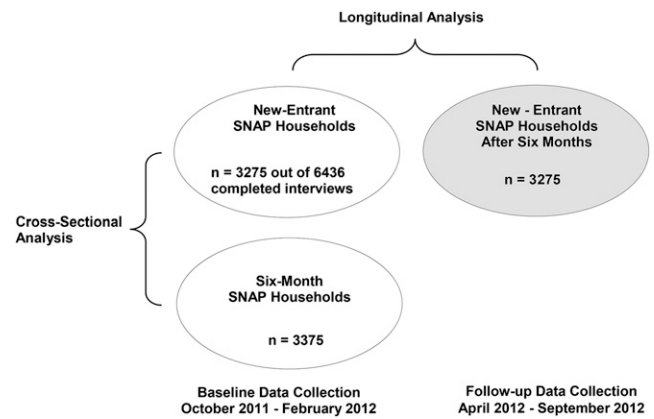 Longitudinal Analysis
New-Entrant
SNAP Households
n = 3275 out of 6436
completed interviews
New - Entrant
SNAP Households
After Six Months
n = 3275
Cross-Sectional
Analysis
Six-Month
SNAP Households
n = 3375
Baseline Data Collection
October 2011 - February 2012
Follow-up Data Collection
April 2012 - September 2012